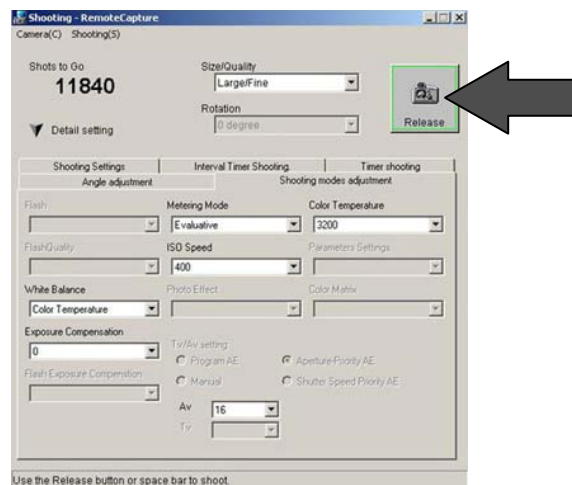 Shooting - RemoteCapture
Camera(C) Shooting(S)
Shots to Go
11840
Size/Quality
Large/Fine
Rotation
0 degree
Release
Detail setting
Shooting Settings Interval Timer Shooting. Timer shooting
Angle adjustment Shooting modes adjustment
Flash Metering Mode Color Temperature
Evaluative 3200
FlashQuality ISO Speed Parameters Settings
400
White Balance Photo Effect Color Matrix
Color Temperature
Exposure Compensation
0
Tv/Av setting
Program AE Aperture-Priority AE
Flash Exposure Compenstion
Manual Shutter Speed Priority AE
Av 16
Tv
Use the Release button or space bar to shoot.